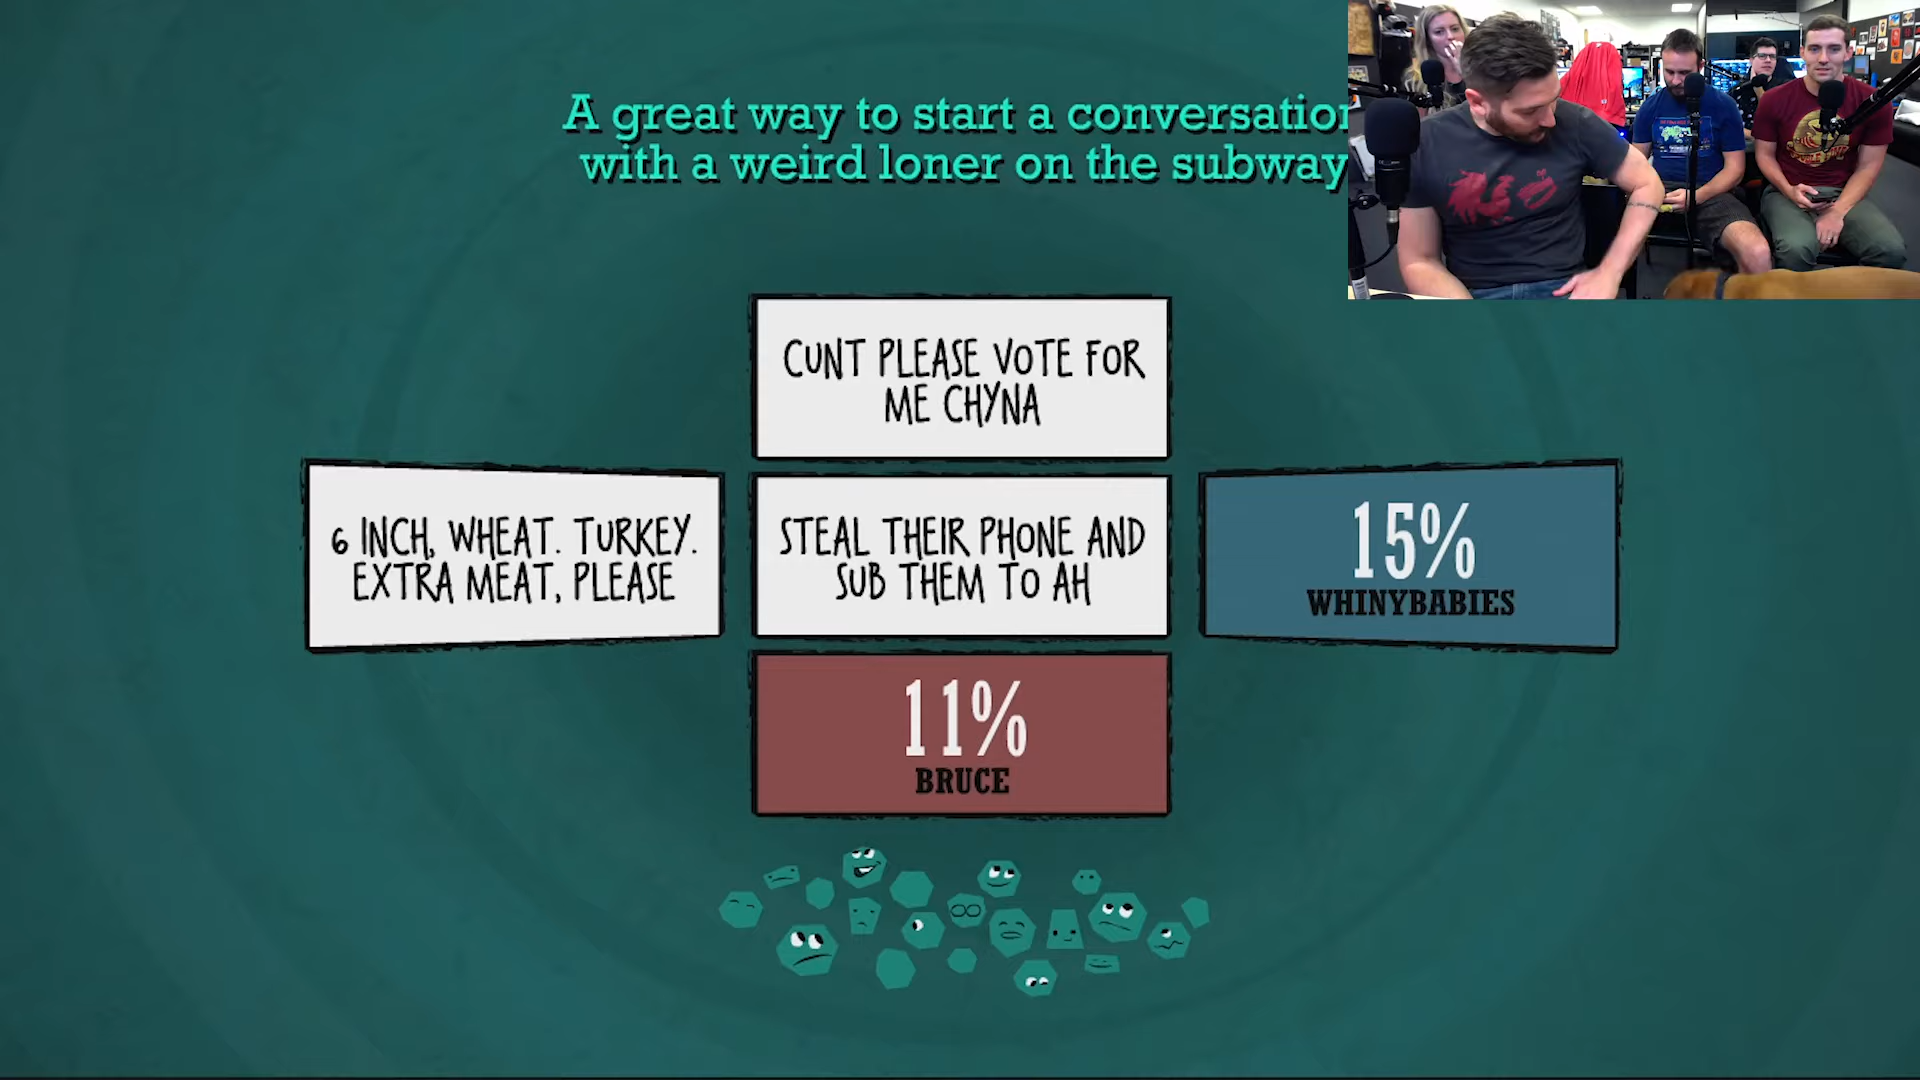 A great way to start a conversation
with a weird loner on the subway
CUNT PLEASE VOTE FOR
ME CHYNA
6 INCH, WHEAT. TURKEY.
EXTRA MEAT, PLEASE
STEAL THEIR PHONE AND
SUB THEM TO AH
15%
WHINYBABIES
11%
BRUCE